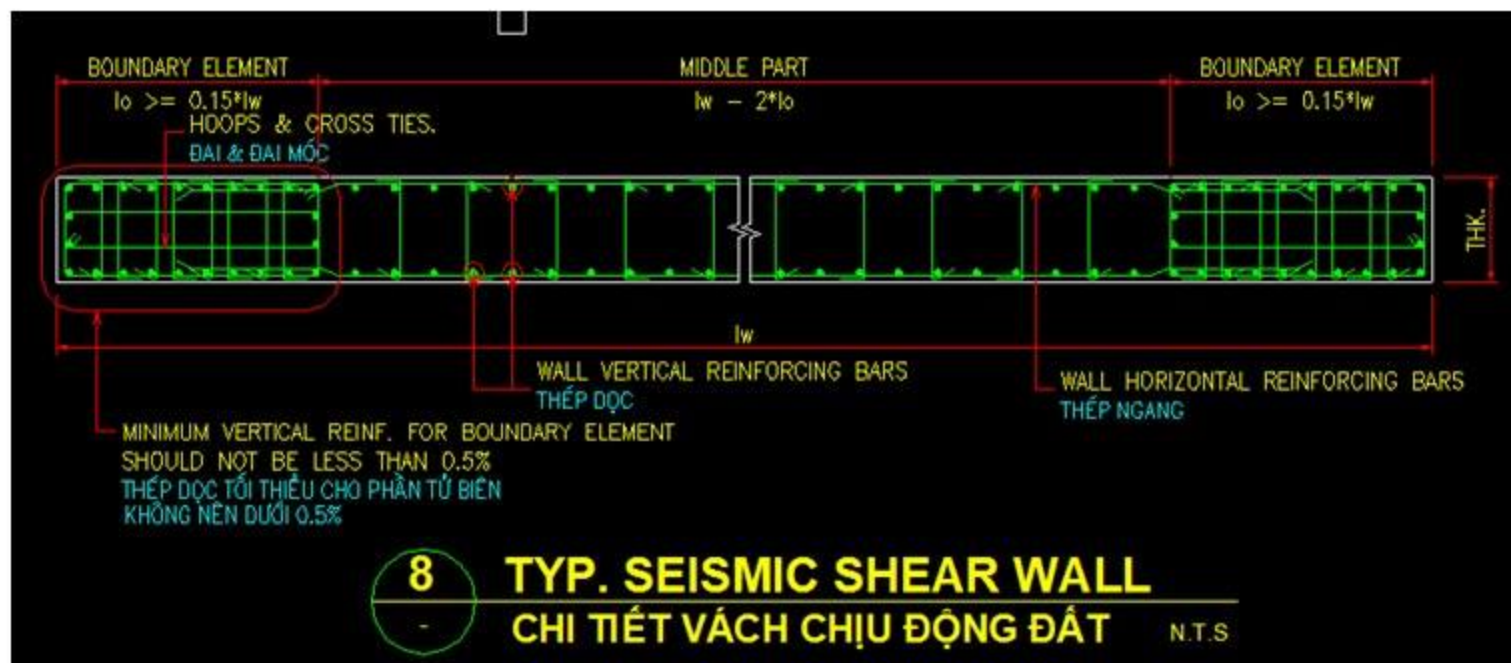 BOUNDARY ELEMENT
lo >= 0.15*lw
MIDDLE PART
lw - 2*lo
BOUNDARY ELEMENT
lo >= 0.15*lw
HOOPS & CROSS TIES.
ĐAI & ĐAI MÓC
THK.
lw
WALL VERTICAL REINFORCING BARS
THÉP DỌC
WALL HORIZONTAL REINFORCING BARS
THÉP NGANG
MINIMUM VERTICAL REINF. FOR BOUNDARY ELEMENT
SHOULD NOT BE LESS THAN 0.5%
THÉP DỌC TỐI THIỂU CHO PHẦN TỬ BIÊN
KHÔNG NÊN DƯỚI 0.5%
8
-
TYP. SEISMIC SHEAR WALL
CHI TIẾT VÁCH CHỊU ĐỘNG ĐẤT
N.T.S